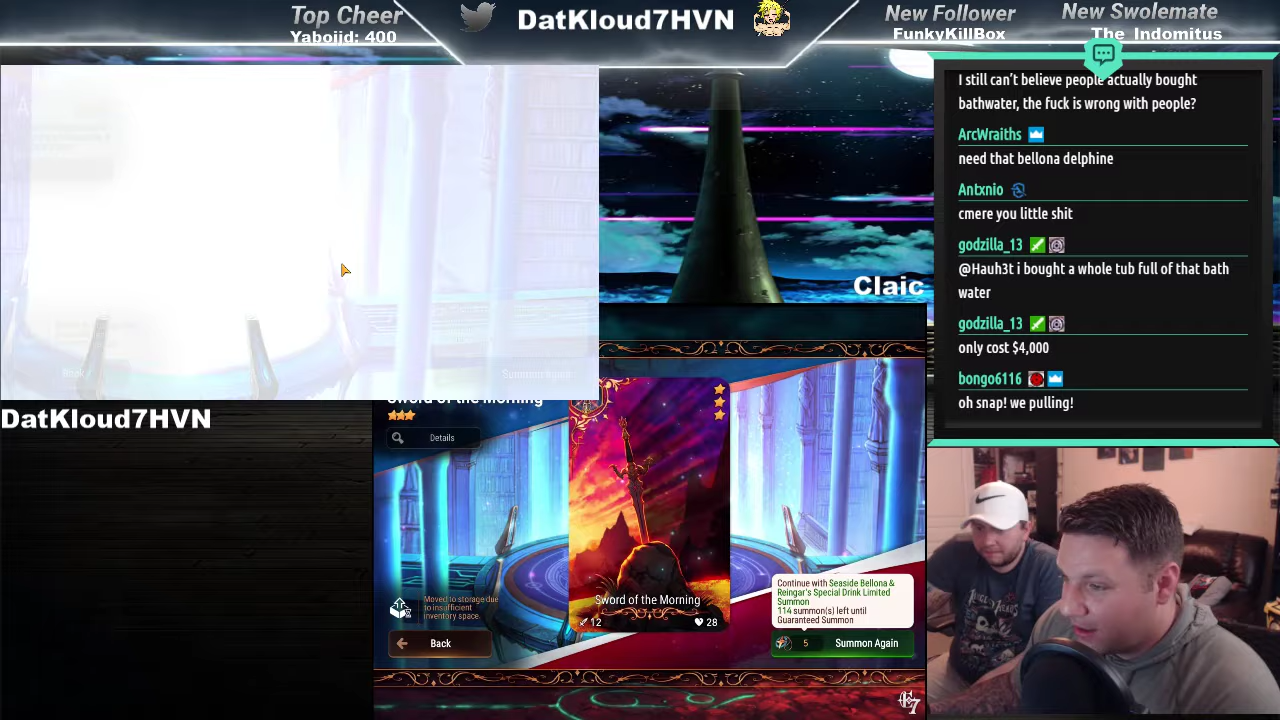 Top Cheer
Yaboijd: 400
DatKloud7HVN
New Follower
FunkyKillBox
New Swolemate
The_Indomitus
I still can't believe people actually bought
bathwater, the fuck is wrong with people?
ArcWraiths
need that bellona delphine
Antxnio
cmere you little shit
godzilla_13
@Hauh3t i bought a whole tub full of that bath
water
godzilla_13
only cost $4,000
bongo6116
oh snap! we pulling!
Claic
DatKloud7HVN
Sword of the Morning
Details
Moved to storage due
to insufficient
inventory space.
Back
Sword of the Morning
12
28
Continue with Seaside Bellona &
Reingar's Special Drink Limited
Summon
114 summon(s) left until
Guaranteed Summon
5
Summon Again